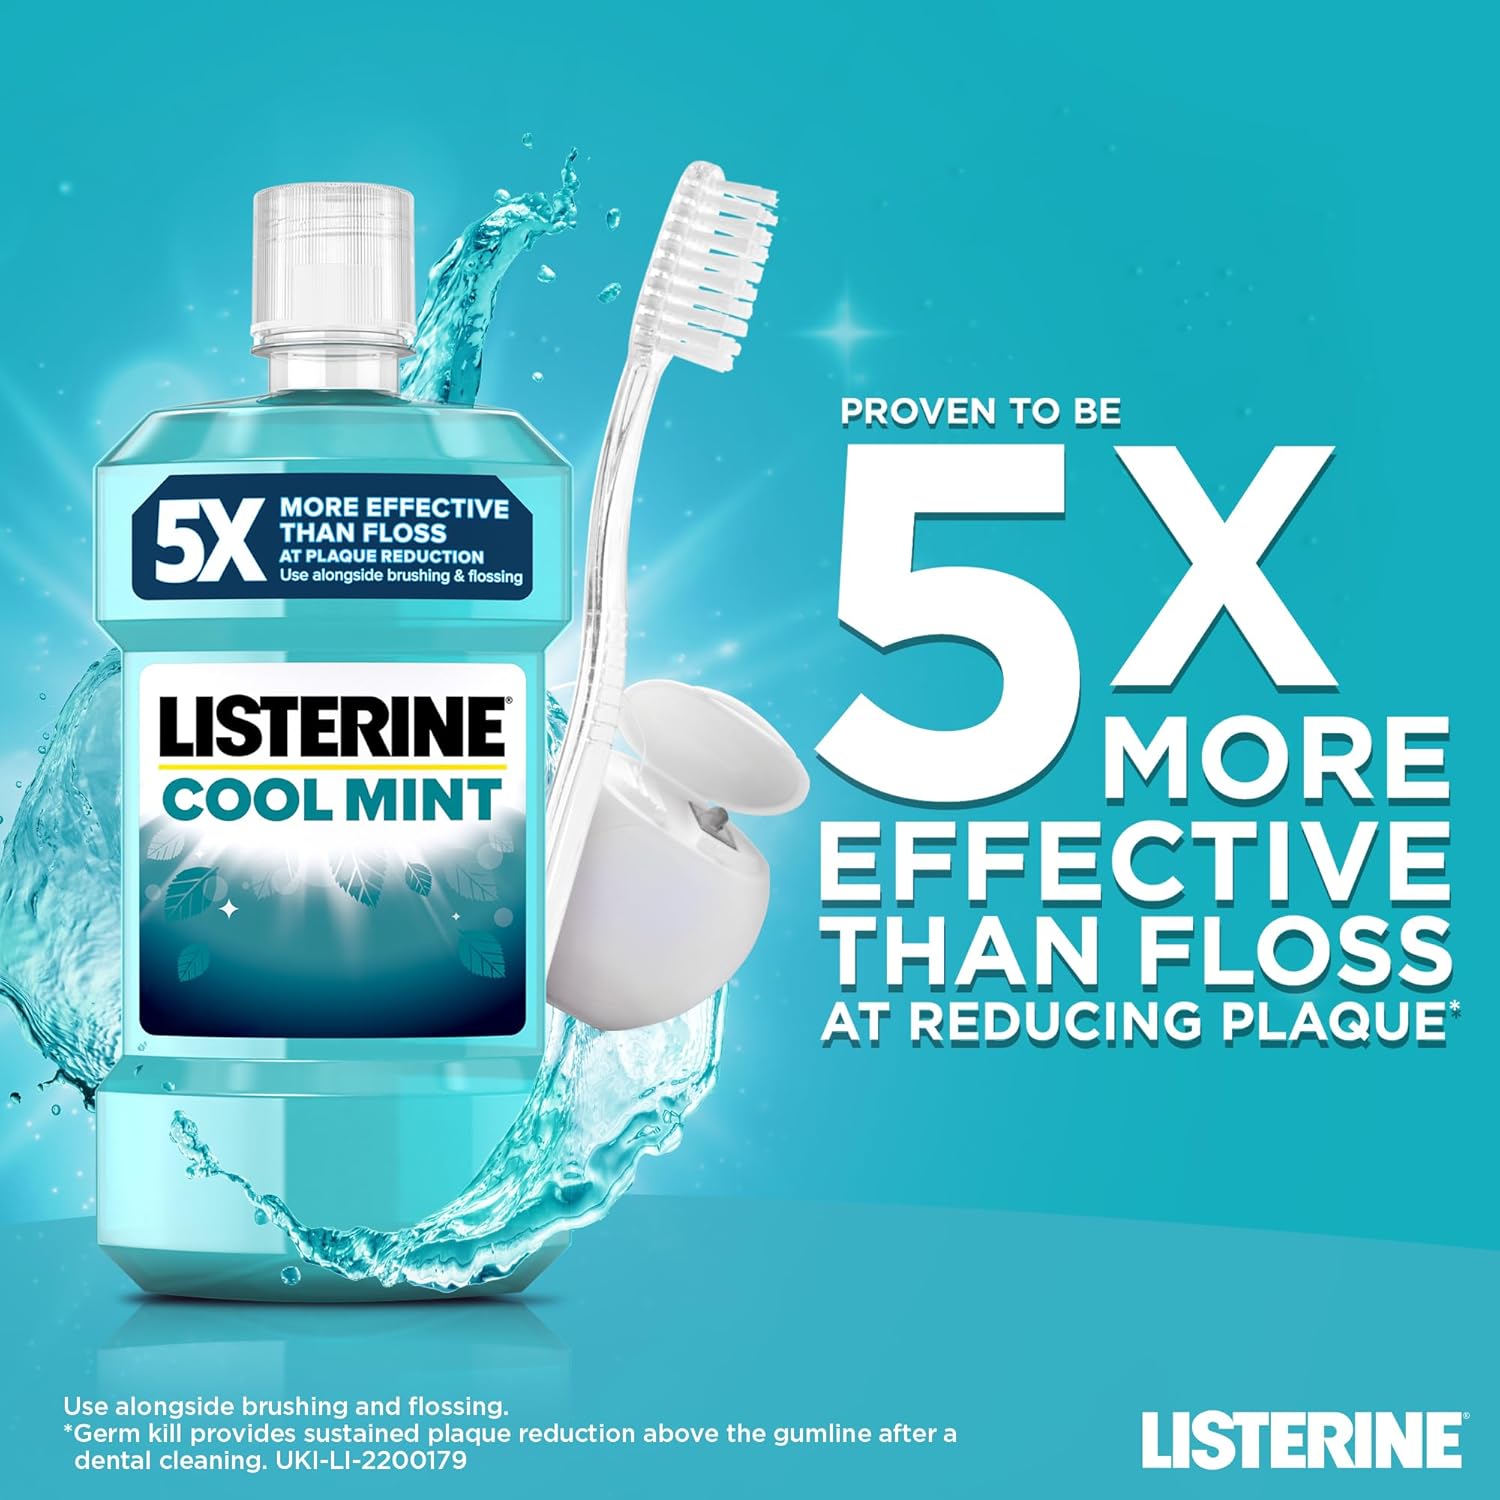 5X
MORE EFFECTIVE
THAN FLOSS
AT PLAQUE REDUCTION
Use alongside brushing & flossing
LISTERINE®
COOL MINT
PROVEN TO BE
5X
MORE
EFFECTIVE
THAN FLOSS
AT REDUCING PLAQUE*
Use alongside brushing and flossing.
*Germ kill provides sustained plaque reduction above the gumline after a
dental cleaning. UKI-LI-2200179
LISTERINE®